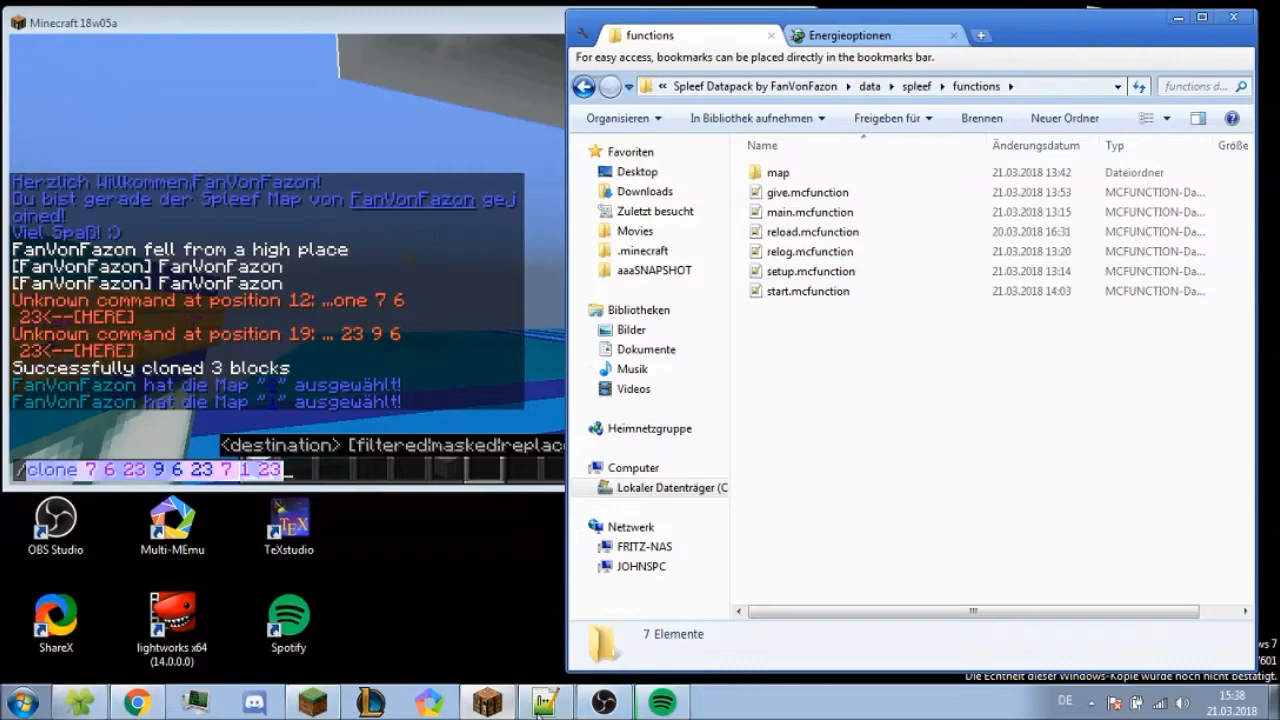 Minecraft 18w05a
Herzlich Willkommen,FanVonFazon!
Du bist gerade der Spleef Map von FanVonFazon gej
oined!
Viel Spaß! :)
FanVonFazon fell from a high place
[FanVonFazon] FanVonFazon
[FanVonFazon] FanVonFazon
Unknown command at position 12: ...one 7 6
23<--[HERE]
Unknown command at position 19: ... 23 9 6
23<--[HERE]
Successfully cloned 3 blocks
FanVonFazon hat die Map "" ausgewählt!
FanVonFazon hat die Map "" ausgewählt!
<destination> [filtered|masked|replac
/clone 7 6 23 9 6 23 7 1 23_
OBS Studio
Multi-MEmu
TeXstudio
ShareX
lightworks x64
(14.0.0.0)
Spotify
functions
Energieoptionen
For easy access, bookmarks can be placed directly in the bookmarks bar.
« Spleef Datapack by FanVonFazon data spleef functions
functions d...
Organisieren
In Bibliothek aufnehmen
Freigeben für
Brennen
Neuer Ordner
Favoriten
Desktop
Downloads
Zuletzt besucht
Movies
.minecraft
aaaSNAPSHOT
Bibliotheken
Bilder
Dokumente
Musik
Videos
Heimnetzgruppe
Computer
Lokaler Datenträger (C
Netzwerk
FRITZ-NAS
JOHNSPC
Name Änderungsdatum Typ Größe
map 21.03.2018 13:42 Dateiordner
give.mcfunction 21.03.2018 13:53 MCFUNCTION-Da...
main.mcfunction 21.03.2018 13:15 MCFUNCTION-Da...
reload.mcfunction 20.03.2018 16:31 MCFUNCTION-Da...
relog.mcfunction 21.03.2018 13:20 MCFUNCTION-Da...
setup.mcfunction 21.03.2018 13:14 MCFUNCTION-Da...
start.mcfunction 21.03.2018 14:03 MCFUNCTION-Da...
7 Elemente
ws 7
7601
Die Echtheit dieser Windows-Kopie wurde noch nicht bestätigt.
DE
15:38
21.03.2018